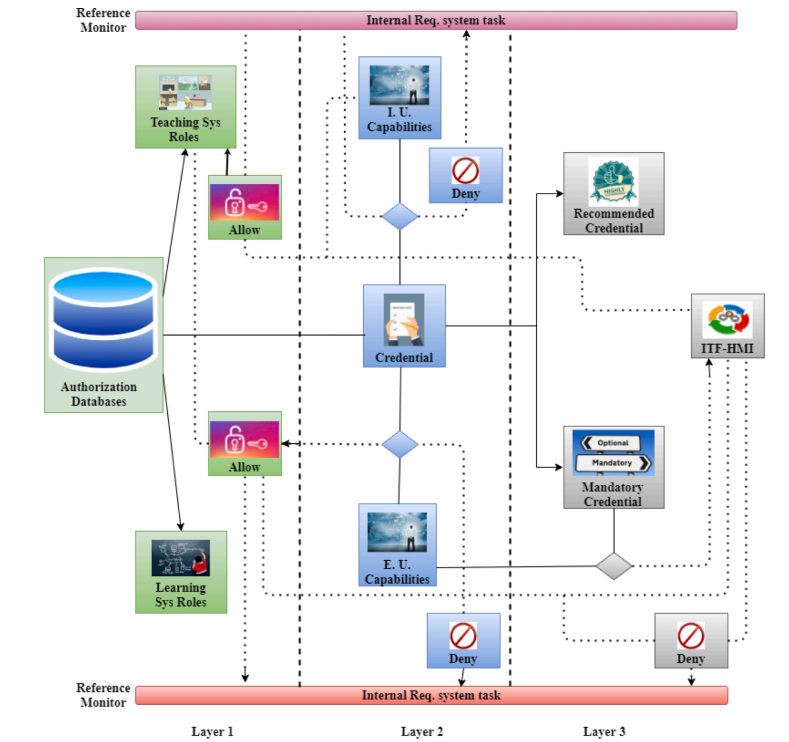 Reference
Monitor
Internal Req. system task
Teaching Sys
Roles
I. U.
Capabilities
Deny
Allow
HIGHLY
Recommended
Credential
Authorization
Databases
Credential
ITF-HMI
Allow
Optional
Mandatory
Mandatory
Credential
E. U.
Capabilities
Learning
Sys Roles
Deny
Deny
Reference
Monitor
Internal Req. system task
Layer 1
Layer 2
Layer 3